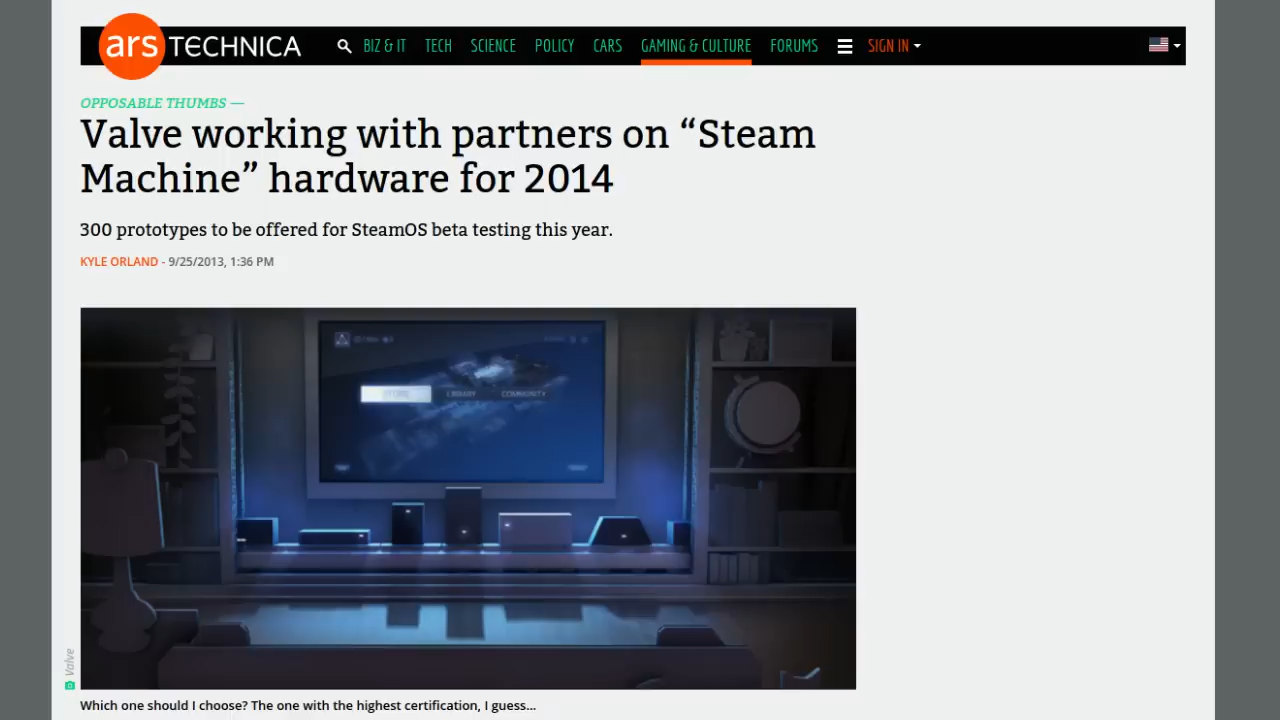 ars TECHNICA BIZ & IT TECH SCIENCE POLICY CARS GAMING & CULTURE FORUMS SIGN IN
OPPOSABLE THUMBS —
Valve working with partners on “Steam
Machine” hardware for 2014
300 prototypes to be offered for SteamOS beta testing this year.
KYLE ORLAND - 9/25/2013, 1:36 PM
LIBRARY COMMUNITY
Valve
Which one should I choose? The one with the highest certification, I guess...